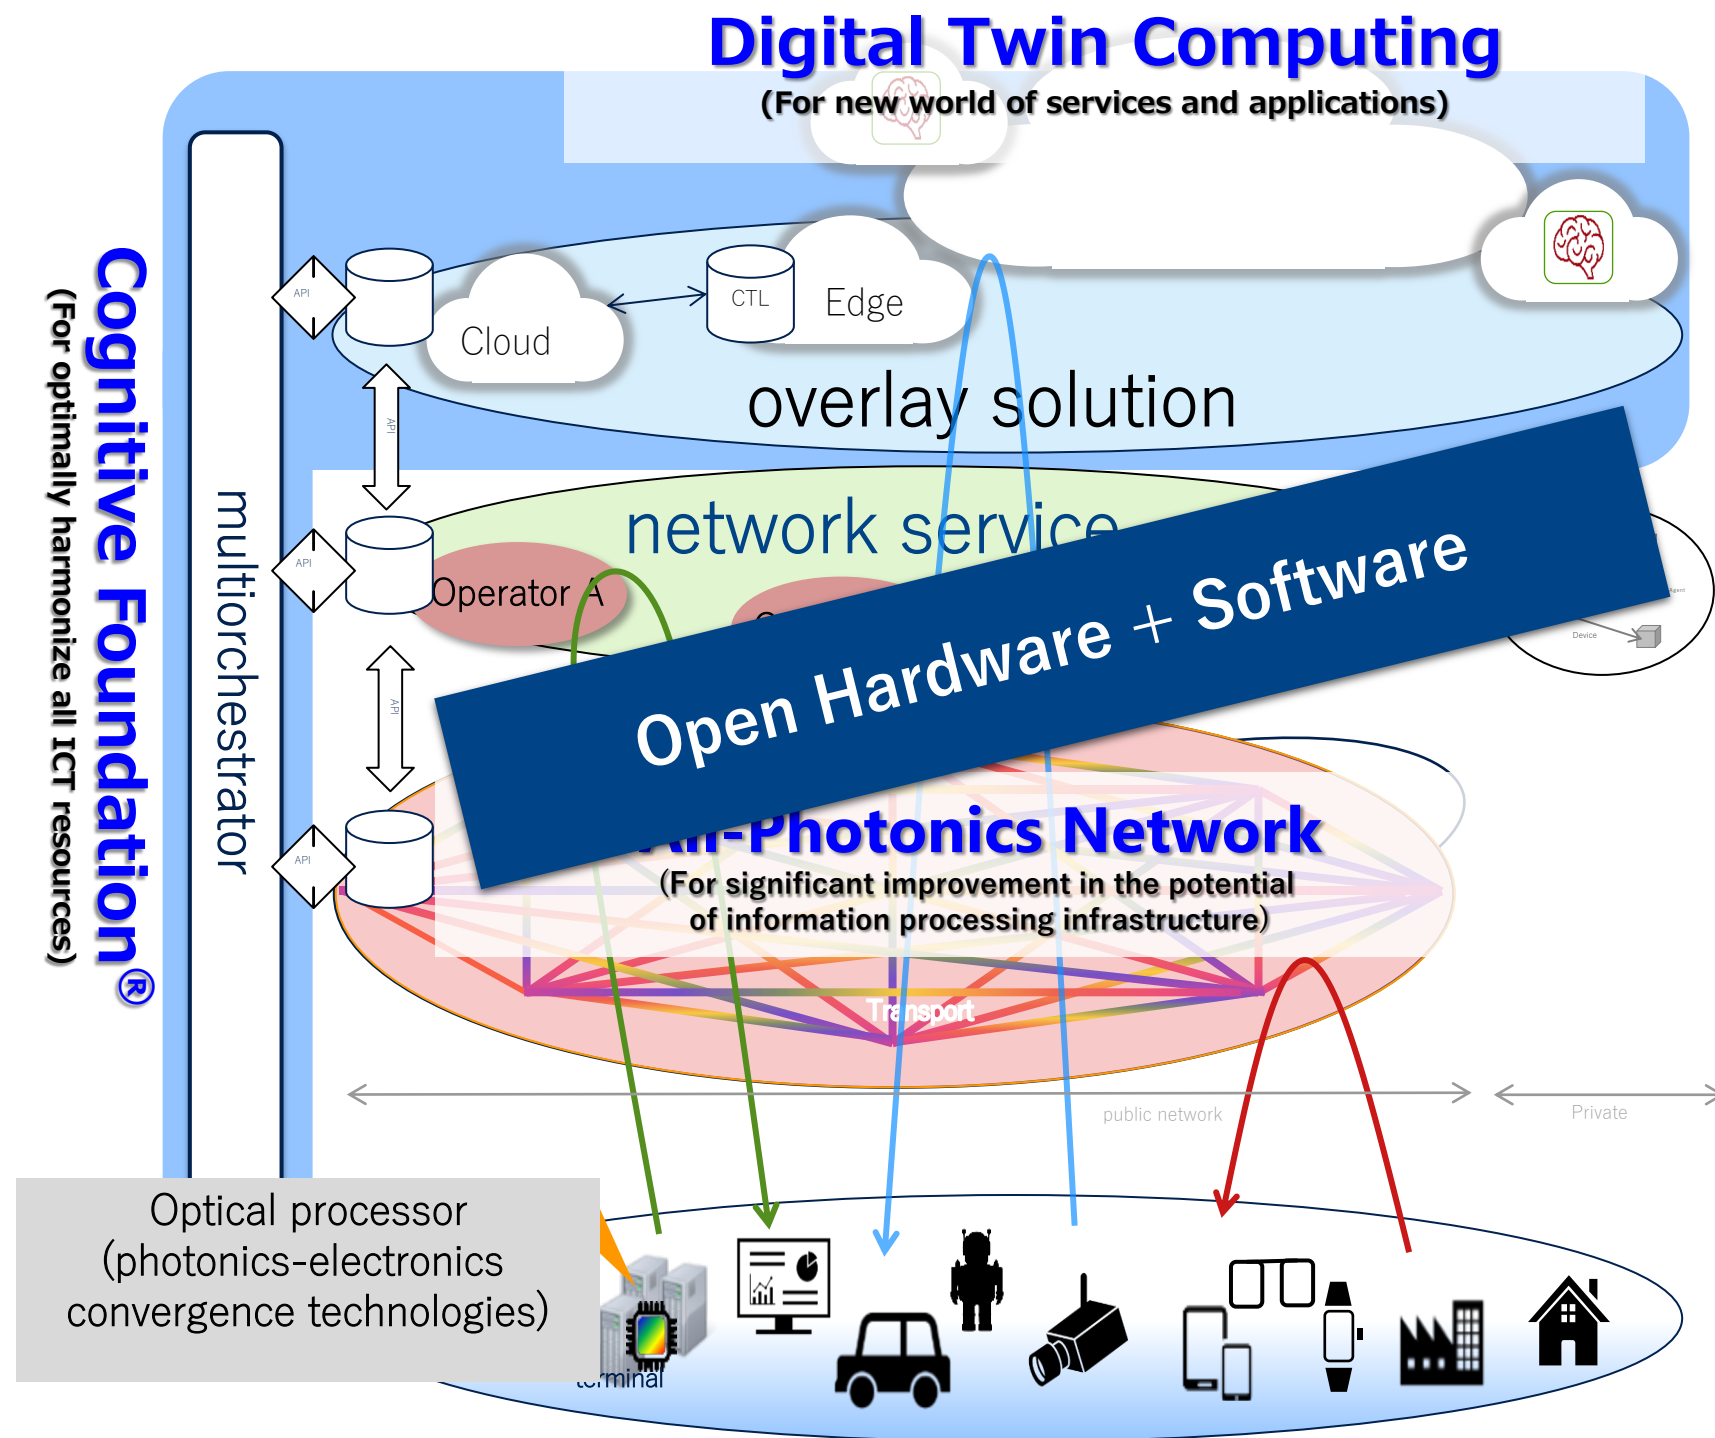 Digital Twin Computing
(For new world of services and applications)
Cognitive Foundation®
(For optimally harmonize all ICT resources)
multiorchestrator
API
CTL
Edge
Cloud
overlay solution
API
network service
API
Operator A
Open Hardware + Software
Agent
Device
API
All-Photonics Network
(For significant improvement in the potential
of information processing infrastructure)
API
Transport
public network
Private
Optical processor
(photonics-electronics
convergence technologies)
terminal